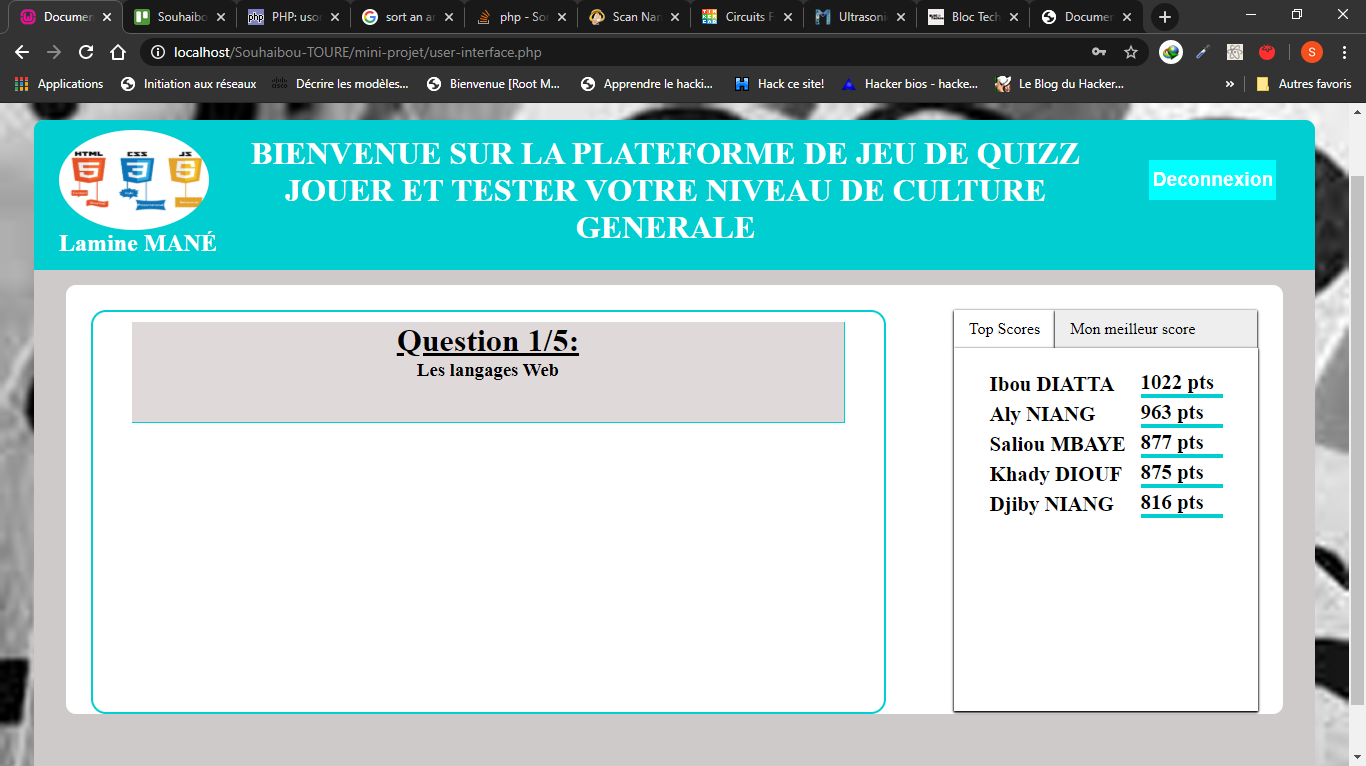 Documen
Souhaibo
PHP: usor
sort an ar
php - Sor
Scan Nan
Circuits F
Ultrasonic
Bloc Tech
Documen
localhost/Souhaibou-TOURE/mini-projet/user-interface.php
S
Applications
Initiation aux réseaux
Décrire les modèles...
Bienvenue [Root M...
Apprendre le hacki...
Hack ce site!
Hacker bios - hacke...
Le Blog du Hacker...
»
Autres favoris
HTML CSS JS
5 3 5
Lamine MANÉ
BIENVENUE SUR LA PLATEFORME DE JEU DE QUIZZ
JOUER ET TESTER VOTRE NIVEAU DE CULTURE
GENERALE
Deconnexion
Question 1/5:
Les langages Web
Top Scores Mon meilleur score
Ibou DIATTA 1022 pts
Aly NIANG 963 pts
Saliou MBAYE 877 pts
Khady DIOUF 875 pts
Djiby NIANG 816 pts